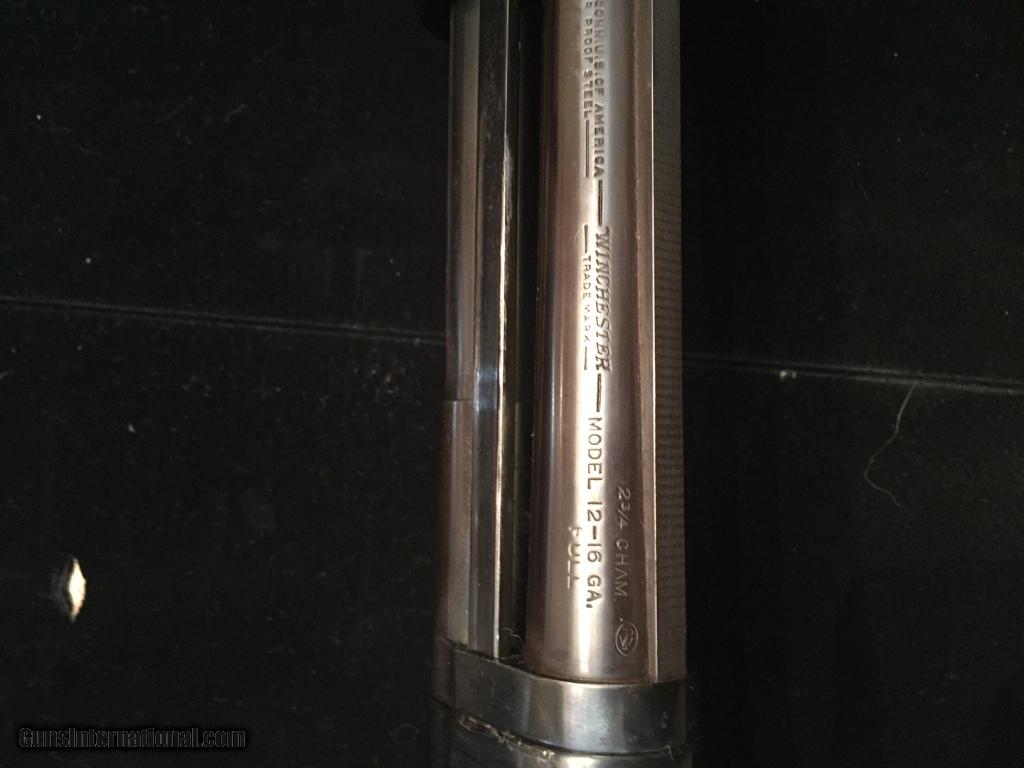 U.S. OF AMERICA — WINCHESTER — MODEL 12-16 GA.
PROOF STEEL — — TRADE MARK —
FULL
2¾ CHAM.
GunsInternational.com